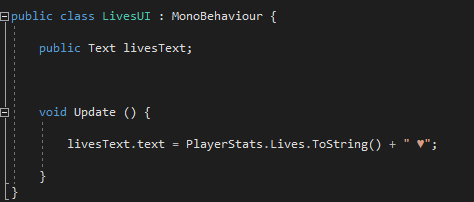 public class LivesUI : MonoBehaviour {
public Text livesText;
void Update () {
livesText.text = PlayerStats.Lives.ToString() + " ♥";
}
}